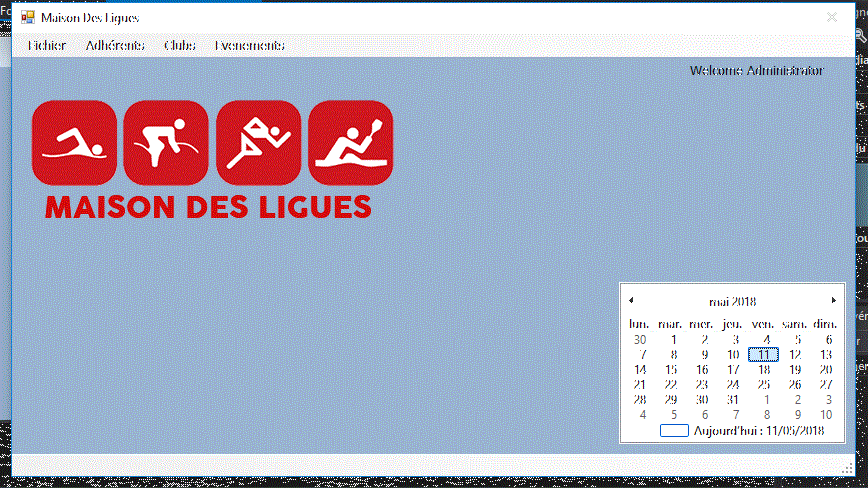 Maison Des Ligues
Fichier Adhérents Clubs Evenements
Welcome Administrator
MAISON DES LIGUES
mai 2018
lun. mar. mer. jeu. ven. sam. dim.
30 1 2 3 4 5 6
7 8 9 10 11 12 13
14 15 16 17 18 19 20
21 22 23 24 25 26 27
28 29 30 31 1 2 3
4 5 6 7 8 9 10
Aujourd'hui : 11/05/2018